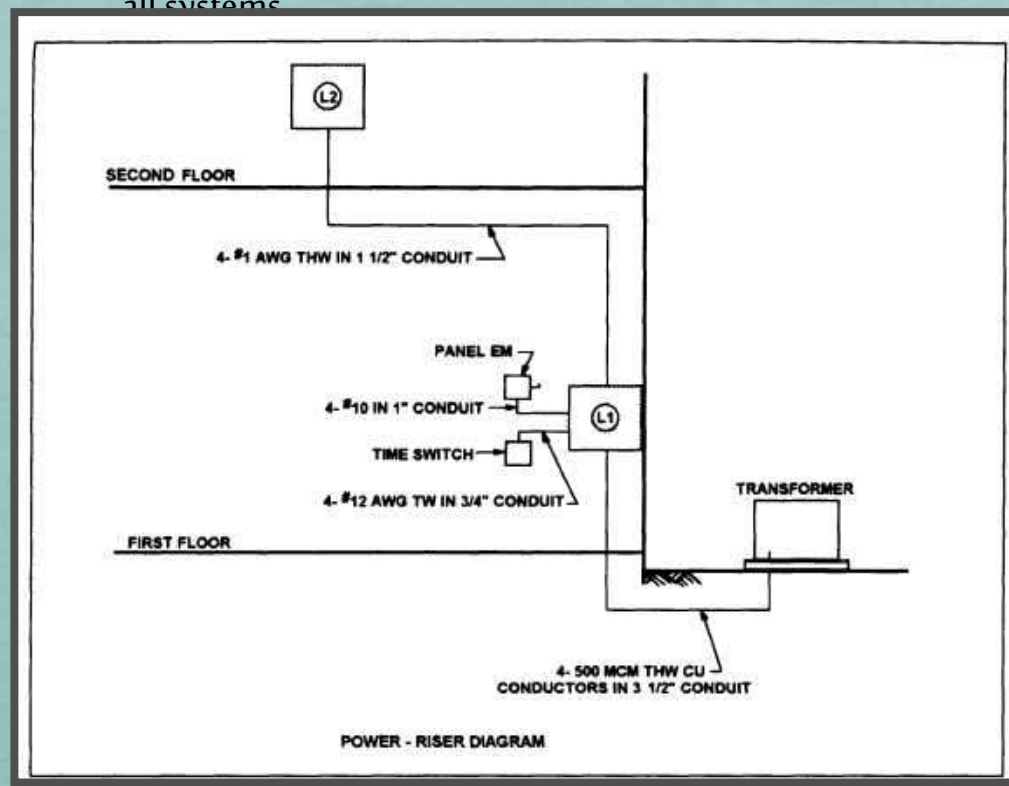 all systems
L2
SECOND FLOOR
4- #1 AWG THW IN 1 1/2" CONDUIT
PANEL EM
4- #10 IN 1" CONDUIT
L1
TIME SWITCH
4- #12 AWG TW IN 3/4" CONDUIT
TRANSFORMER
FIRST FLOOR
4- 500 MCM THW CU
CONDUCTORS IN 3 1/2" CONDUIT
POWER - RISER DIAGRAM